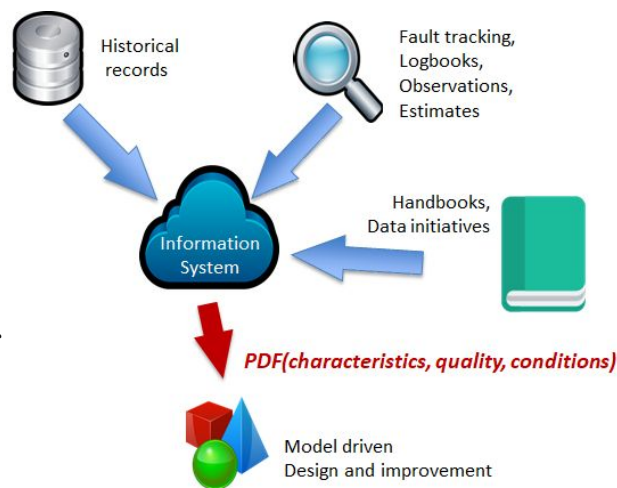 Historical
records
Fault tracking,
Logbooks,
Observations,
Estimates
Handbooks,
Data initiatives
Information
System
PDF(characteristics, quality, conditions)
Model driven
Design and improvement